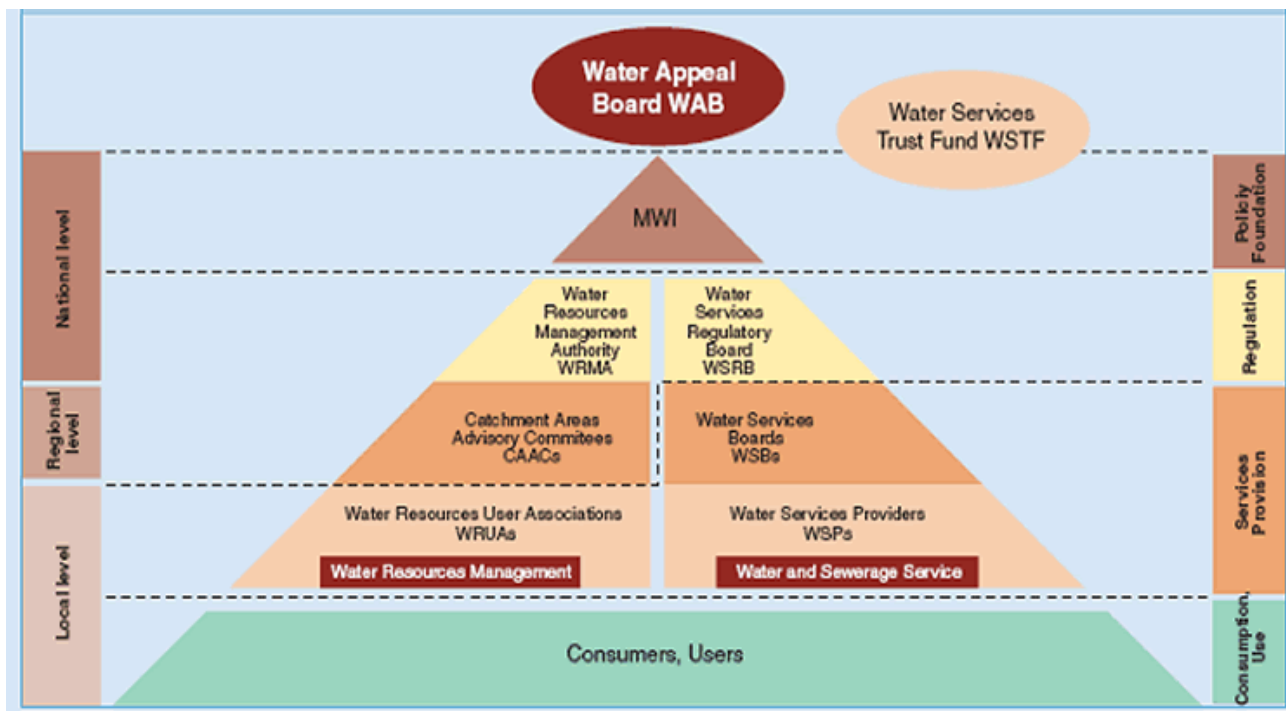 Water Appeal
Board WAB
Water Services
Trust Fund WSTF
National level
Policiy
Foundation
MWI
Water
Resources
Management
Authority
WRMA
Water
Services
Regulatory
Board
WSRB
Regulation
Regional
level
Catchment Areas
Advisory Commitees
CAACs
Water Services
Boards
WSBs
Services
Provision
Local level
Water Resources User Associations
WRUAs
Water Resources Management
Water Services Providers
WSPs
Water and Sewerage Service
Consumers, Users
Consumption,
Use